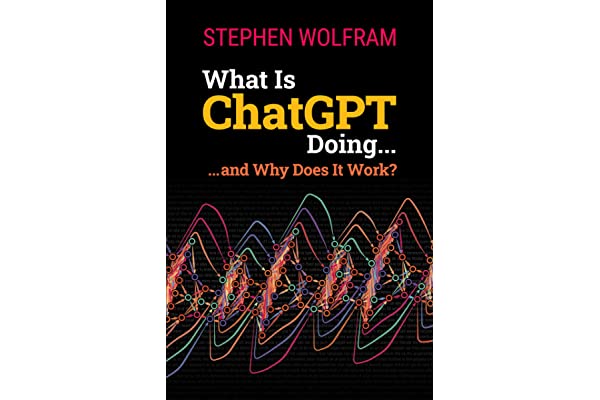 STEPHEN WOLFRAM
What Is
ChatGPT
Doing...
...and Why Does It Work?